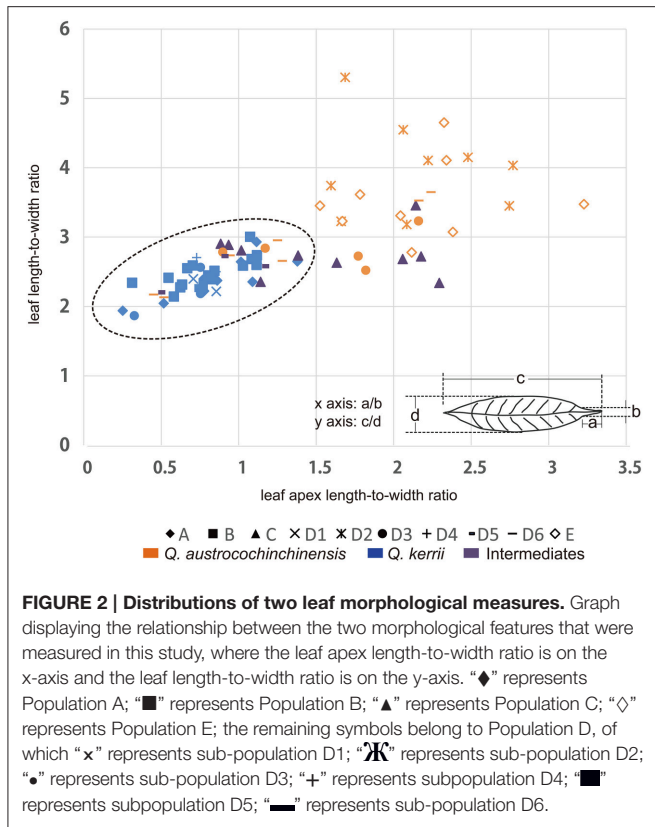 6
5
4
3
2
1
0
leaf length-to-width ratio
0 0.5 1 1.5 2 2.5 3 3.5
leaf apex length-to-width ratio
x axis: a/b
y axis: c/d
c
d
b
a
◆ A ■ B ▲ C × D1 Ж D2 ● D3 + D4 - D5 – D6 ◇ E
Q. austrocochinchinensis Q. kerrii Intermediates
FIGURE 2 | Distributions of two leaf morphological measures. Graph
displaying the relationship between the two morphological features that were
measured in this study, where the leaf apex length-to-width ratio is on the
x-axis and the leaf length-to-width ratio is on the y-axis. “◆” represents
Population A; “■” represents Population B; “▲” represents Population C; “◇”
represents Population E; the remaining symbols belong to Population D, of
which “×” represents sub-population D1; “Ж” represents sub-population D2;
“•” represents sub-population D3; “+” represents subpopulation D4; “■”
represents subpopulation D5; “▬” represents sub-population D6.